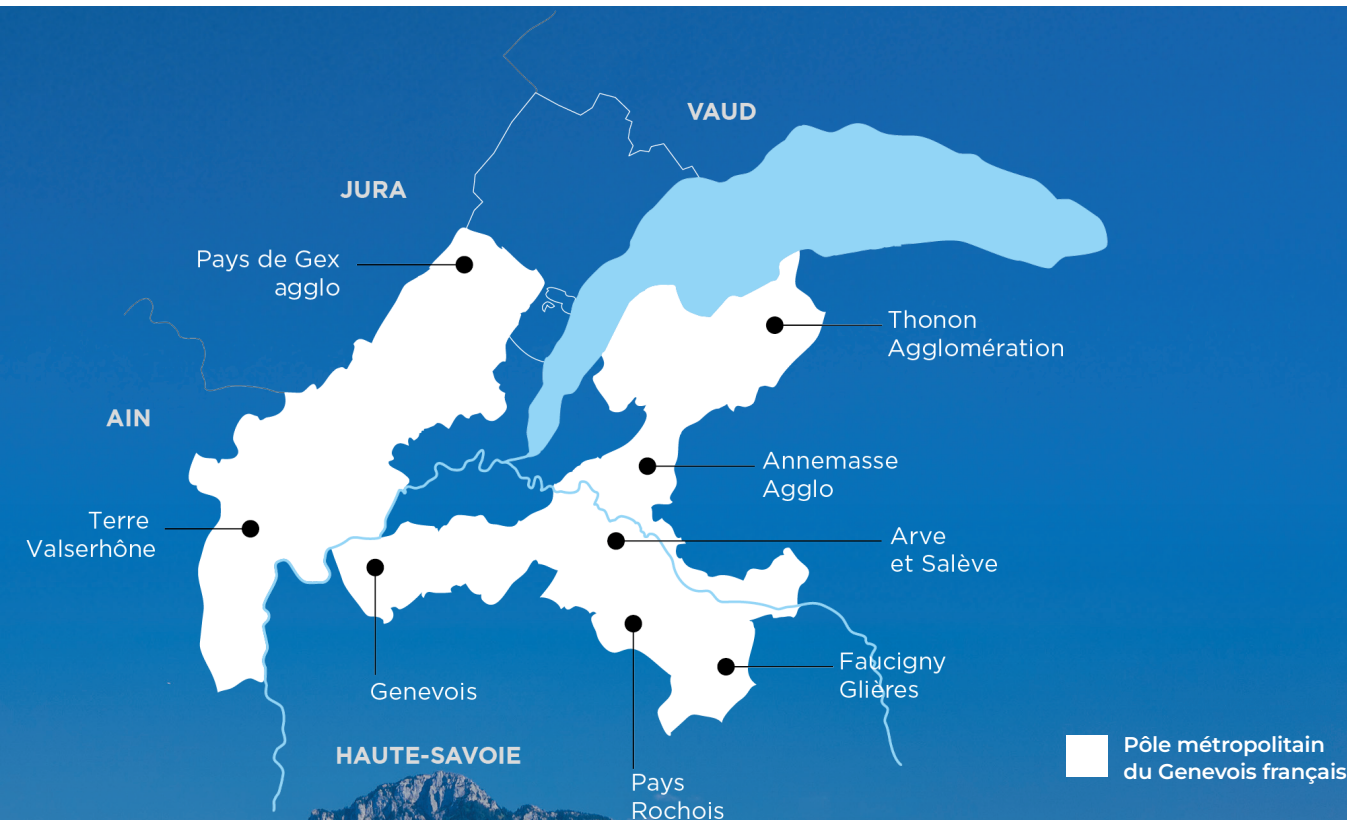 VAUD
JURA
Pays de Gex
agglo
Thonon
Agglomération
AIN
Annemasse
Agglo
Terre
Valserhône
Arve
et Salève
Genevois
Faucigny
Glières
HAUTE-SAVOIE
Pôle métropolitain
du Genevois français
Pays
Rochois